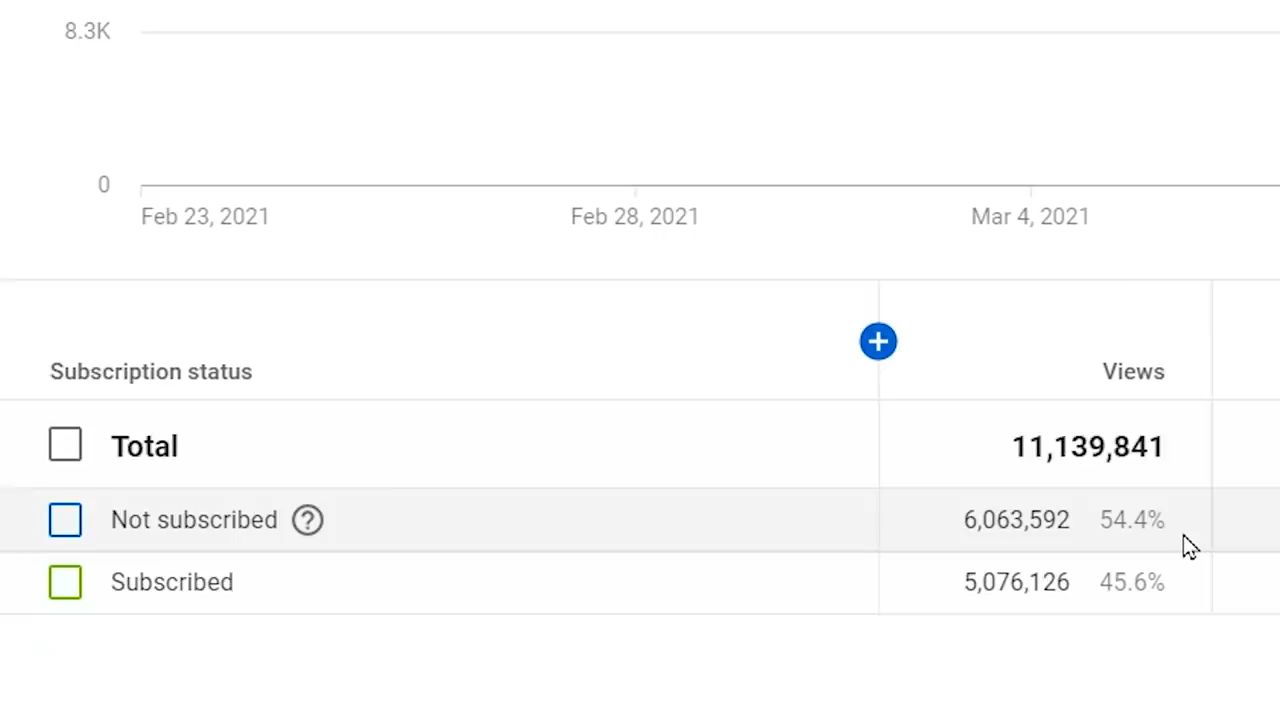 8.3K
0
Feb 23, 2021 Feb 28, 2021 Mar 4, 2021
Subscription status Views
Total 11,139,841
Not subscribed 6,063,592 54.4%
Subscribed 5,076,126 45.6%